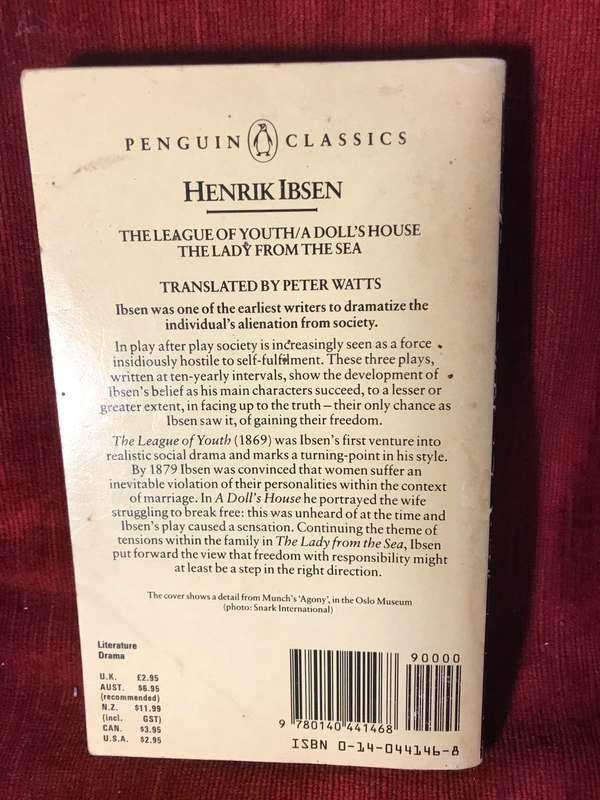 PENGUIN CLASSICS
HENRIK IBSEN
THE LEAGUE OF YOUTH/A DOLL'S HOUSE
THE LADY FROM THE SEA
TRANSLATED BY PETER WATTS
Ibsen was one of the earliest writers to dramatize the
individual's alienation from society.
In play after play society is increasingly seen as a force
insidiously hostile to self-fulfilment. These three plays,
written at ten-yearly intervals, show the development of
Ibsen's belief as his main characters succeed, to a lesser or
greater extent, in facing up to the truth – their only chance as
Ibsen saw it, of gaining their freedom.
The League of Youth (1869) was Ibsen's first venture into
realistic social drama and marks a turning-point in his style.
By 1879 Ibsen was convinced that women suffer an
inevitable violation of their personalities within the context
of marriage. In A Doll's House he portrayed the wife
struggling to break free: this was unheard of at the time and
Ibsen's play caused a sensation. Continuing the theme of
tensions within the family in The Lady from the Sea, Ibsen
put forward the view that freedom with responsibility might
at least be a step in the right direction.
The cover shows a detail from Munch's 'Agony', in the Oslo Museum
(photo: Snark International)
Literature
Drama
U.K. £2.95
AUST. $6.95
(recommended)
N.Z. $11.99
(incl. GST)
CAN. $3.95
U.S.A. $2.95
90000
9 780140 441468
ISBN 0-14-044146-8